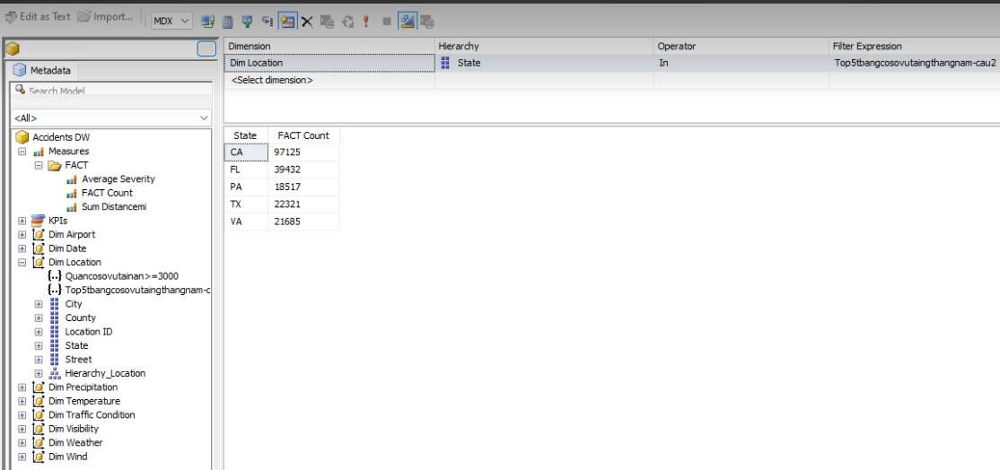 Edit as Text Import... MDX
Dimension Hierarchy Operator Filter Expression
Dim Location State In Top5tbangcosovutaingthangnam-cau2
<Select dimension>
Metadata
Search Model
<All>
Accidents DW
Measures
FACT
Average Severity
FACT Count
Sum Distancemi
KPIs
Dim Airport
Dim Date
Dim Location
Quancosovutainan>=3000
Top5tbangcosovutaingthangnam-c
City
County
Location ID
State
Street
Hierarchy_Location
Dim Precipitation
Dim Temperature
Dim Traffic Condition
Dim Visibility
Dim Weather
Dim Wind
State FACT Count
CA 97125
FL 39432
PA 18517
TX 22321
VA 21685